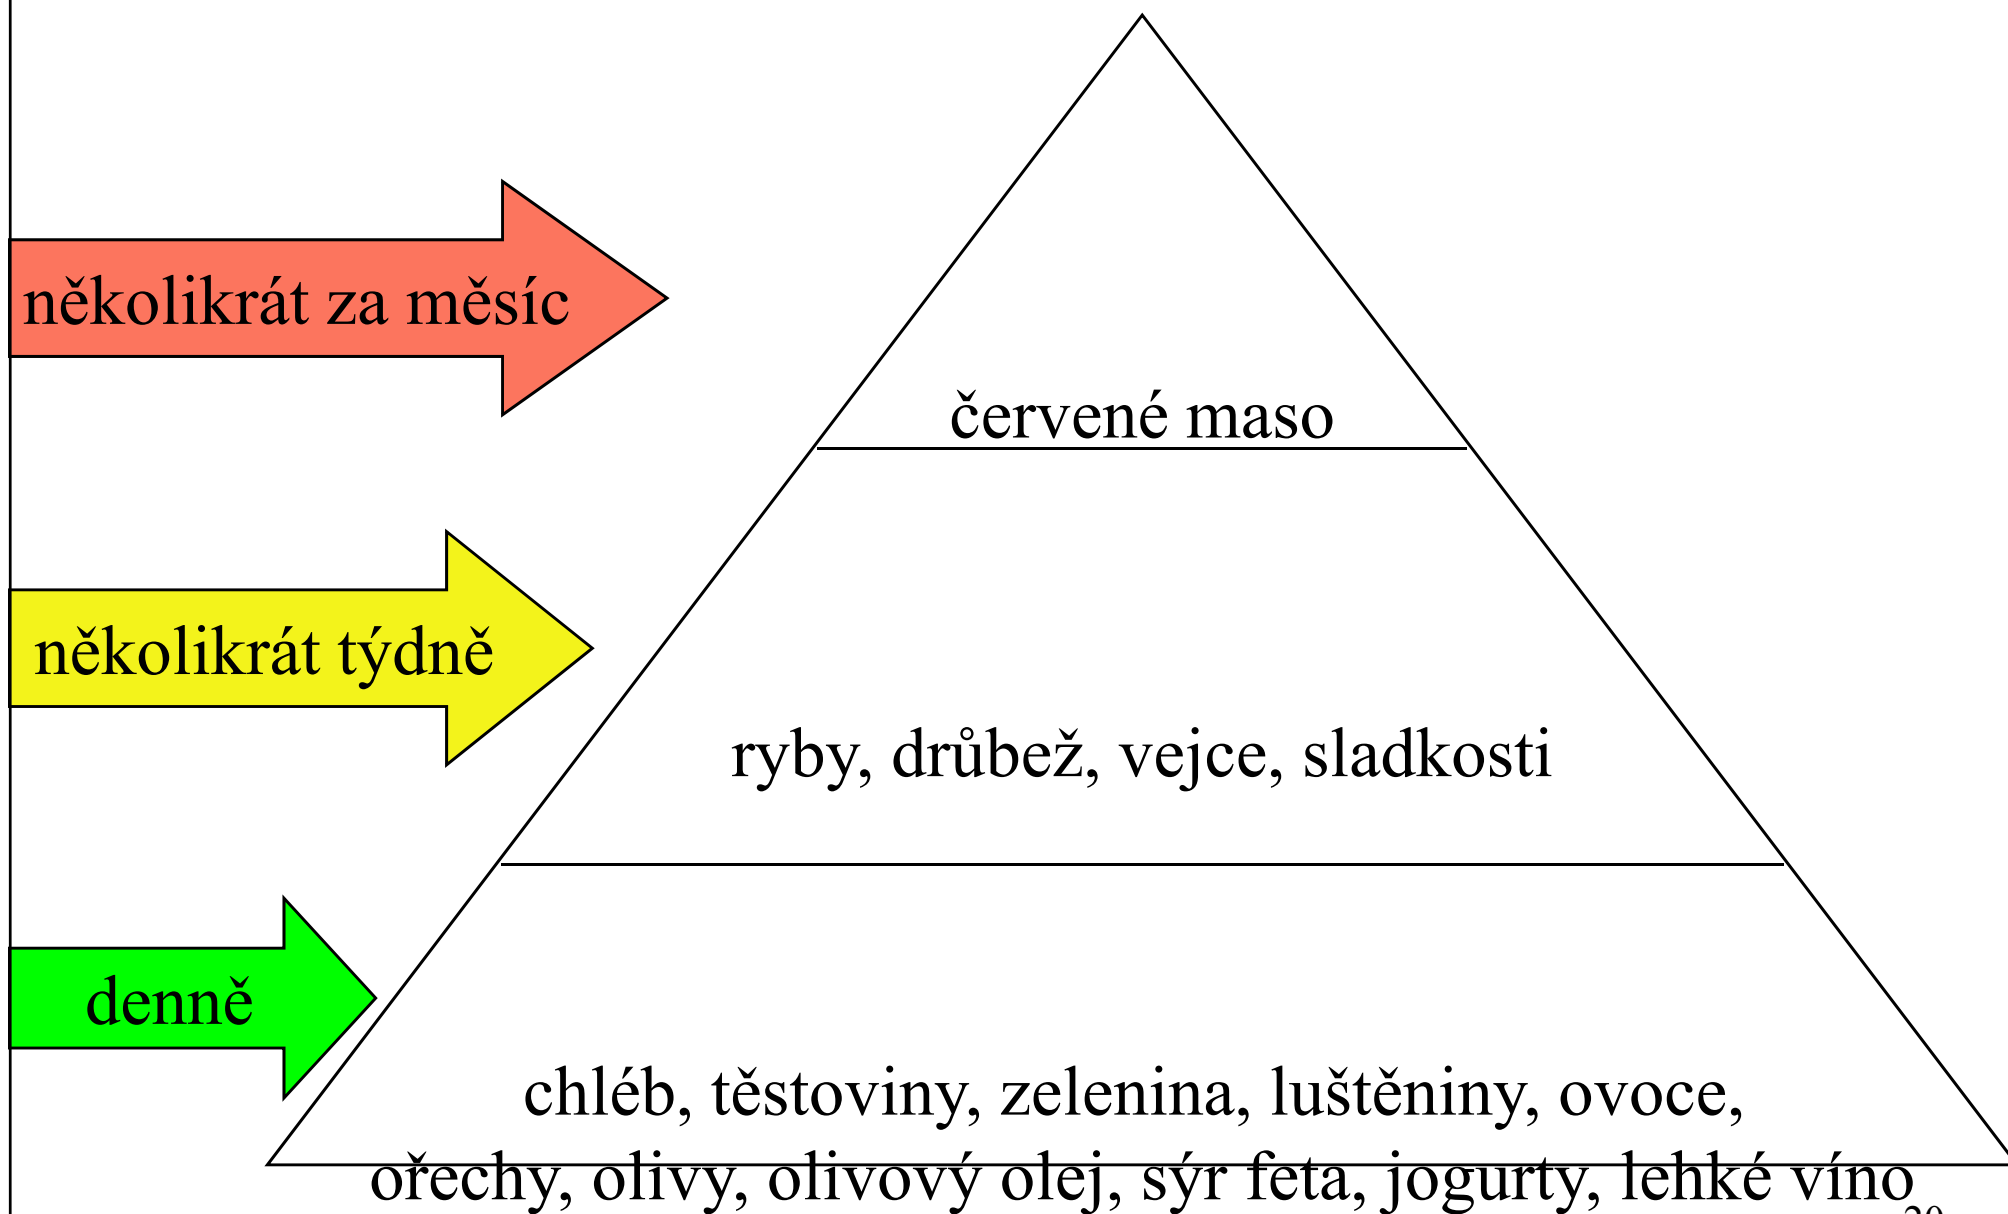 několikrát za měsíc
červené maso
několikrát týdně
ryby, drůbež, vejce, sladkosti
denně
chléb, těstoviny, zelenina, luštěniny, ovoce,
ořechy, olivy, olivový olej, sýr feta, jogurty, lehké víno